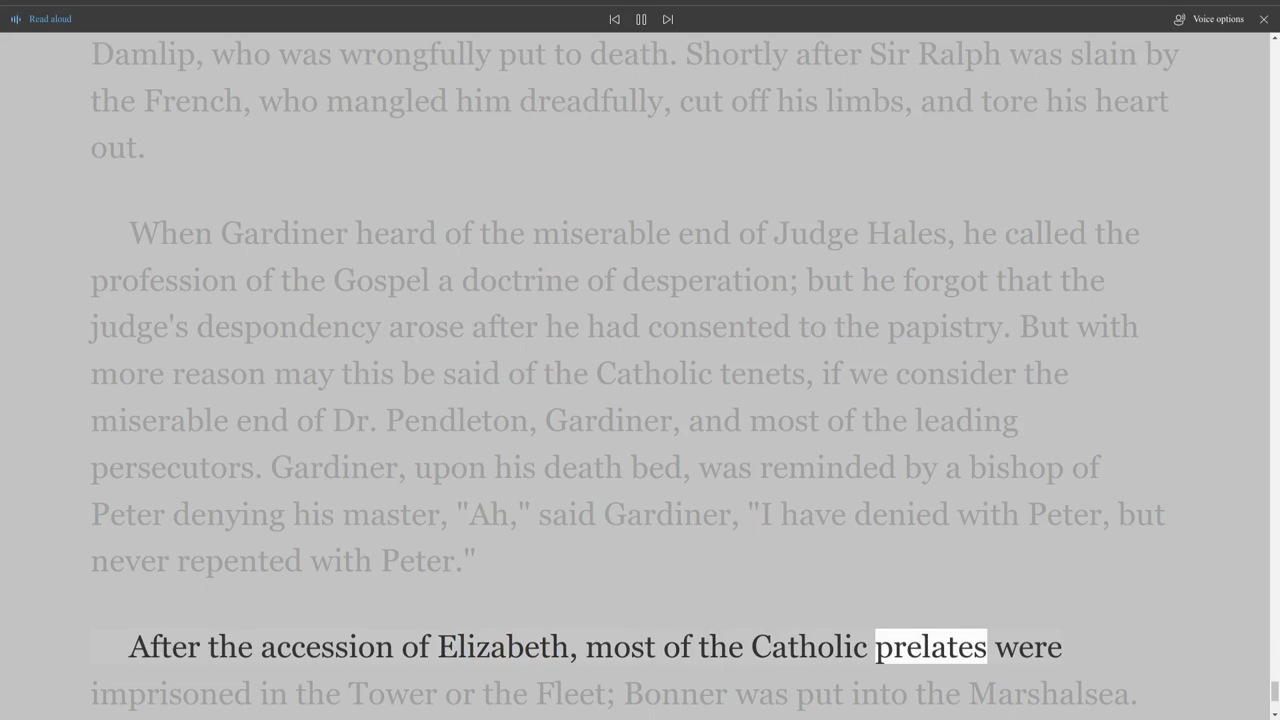 Read aloud
Voice options
Damlip, who was wrongfully put to death. Shortly after Sir Ralph was slain by
the French, who mangled him dreadfully, cut off his limbs, and tore his heart
out.
When Gardiner heard of the miserable end of Judge Hales, he called the
profession of the Gospel a doctrine of desperation; but he forgot that the
judge's despondency arose after he had consented to the papistry. But with
more reason may this be said of the Catholic tenets, if we consider the
miserable end of Dr. Pendleton, Gardiner, and most of the leading
persecutors. Gardiner, upon his death bed, was reminded by a bishop of
Peter denying his master, "Ah," said Gardiner, "I have denied with Peter, but
never repented with Peter."
After the accession of Elizabeth, most of the Catholic prelates were
imprisoned in the Tower or the Fleet; Bonner was put into the Marshalsea.